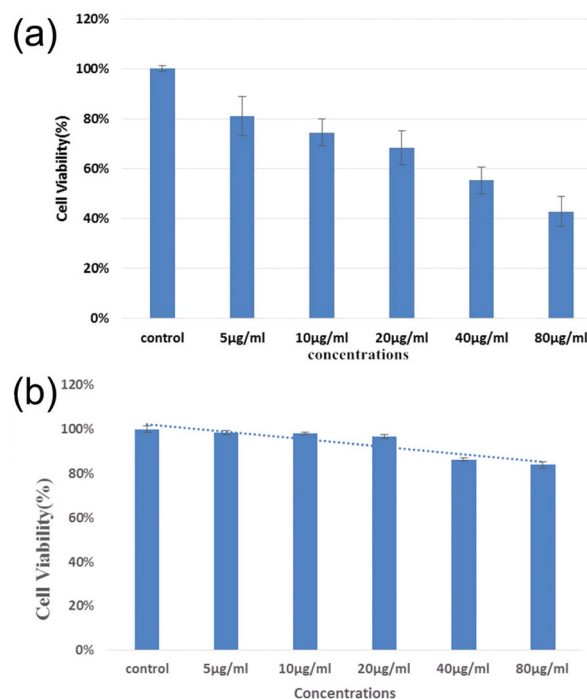 (a)
120%
100%
80%
60%
40%
20%
0%
Cell Viability(%)
control 5µg/ml 10µg/ml 20µg/ml 40µg/ml 80µg/ml
concentrations
(b)
120%
100%
80%
60%
40%
20%
0%
Cell Viability(%)
control 5µg/ml 10µg/ml 20µg/ml 40µg/ml 80µg/ml
Concentrations